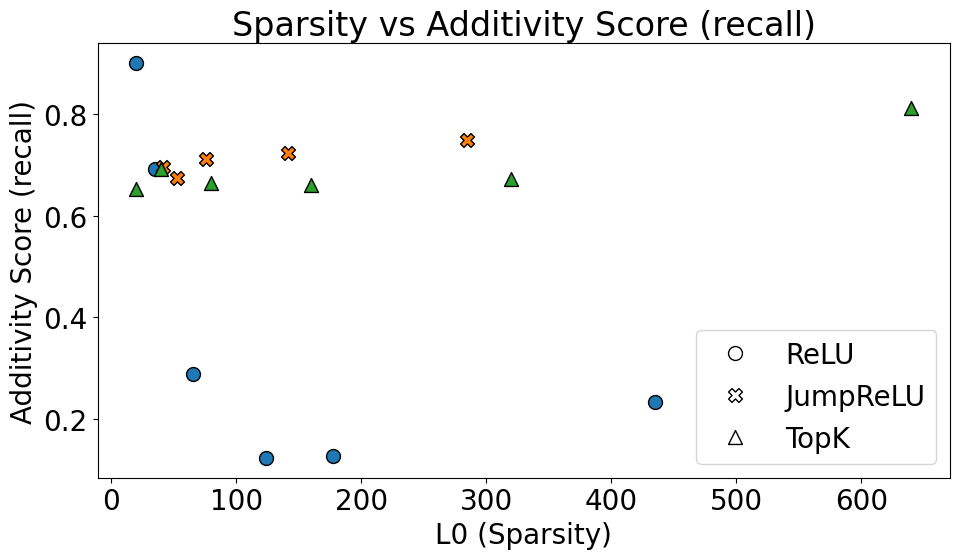 Sparsity vs Additivity Score (recall)
Additivity Score (recall)
0.8
0.6
0.4
0.2
ReLU
JumpReLU
TopK
0 100 200 300 400 500 600
L0 (Sparsity)